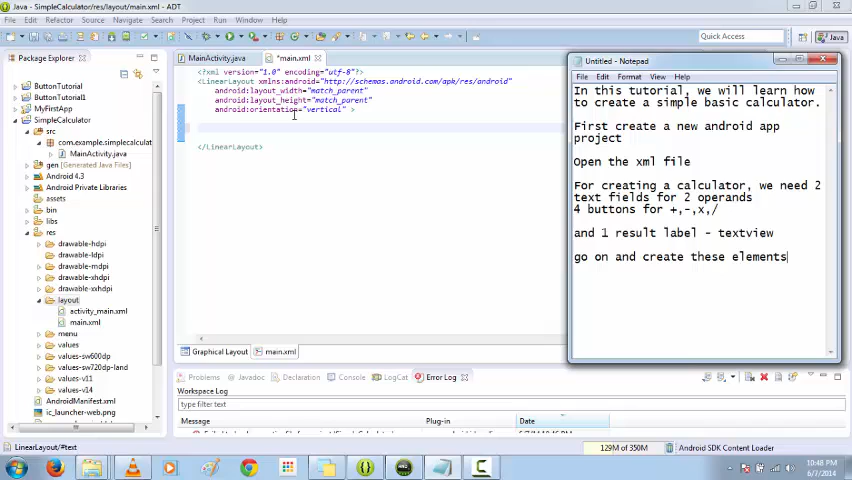 Java - SimpleCalculator/res/layout/main.xml - ADT
File Edit Refactor Source Navigate Search Project Run Window Help
Quick Access
Java
Package Explorer
ButtonTutorial
ButtonTutorial1
MyFirstApp
SimpleCalculator
src
com.example.simplecalculat
MainActivity.java
gen [Generated Java Files]
Android 4.3
Android Private Libraries
assets
bin
libs
res
drawable-hdpi
drawable-ldpi
drawable-mdpi
drawable-xhdpi
drawable-xxhdpi
layout
activity_main.xml
main.xml
menu
values
values-sw600dp
values-sw720dp-land
values-v11
values-v14
AndroidManifest.xml
ic_launcher-web.png
MainActivity.java
*main.xml
<?xml version="1.0" encoding="utf-8"?>
<LinearLayout xmlns:android="http://schemas.android.com/apk/res/android"
android:layout_width="match_parent"
android:layout_height="match_parent"
android:orientation="vertical" >
</LinearLayout>
Graphical Layout
main.xml
Untitled - Notepad
File Edit Format View Help
In this tutorial, we will learn how
to create a simple basic calculator.
First create a new android app
project
Open the xml file
For creating a calculator, we need 2
text fields for 2 operands
4 buttons for +,-,x,/
and 1 result label - textview
go on and create these elements
Problems Javadoc Declaration Console LogCat Error Log
Workspace Log
type filter text
Message Plug-in Date
LinearLayout/#text
129M of 350M
Android SDK Content Loader
10:48 PM
6/7/2014